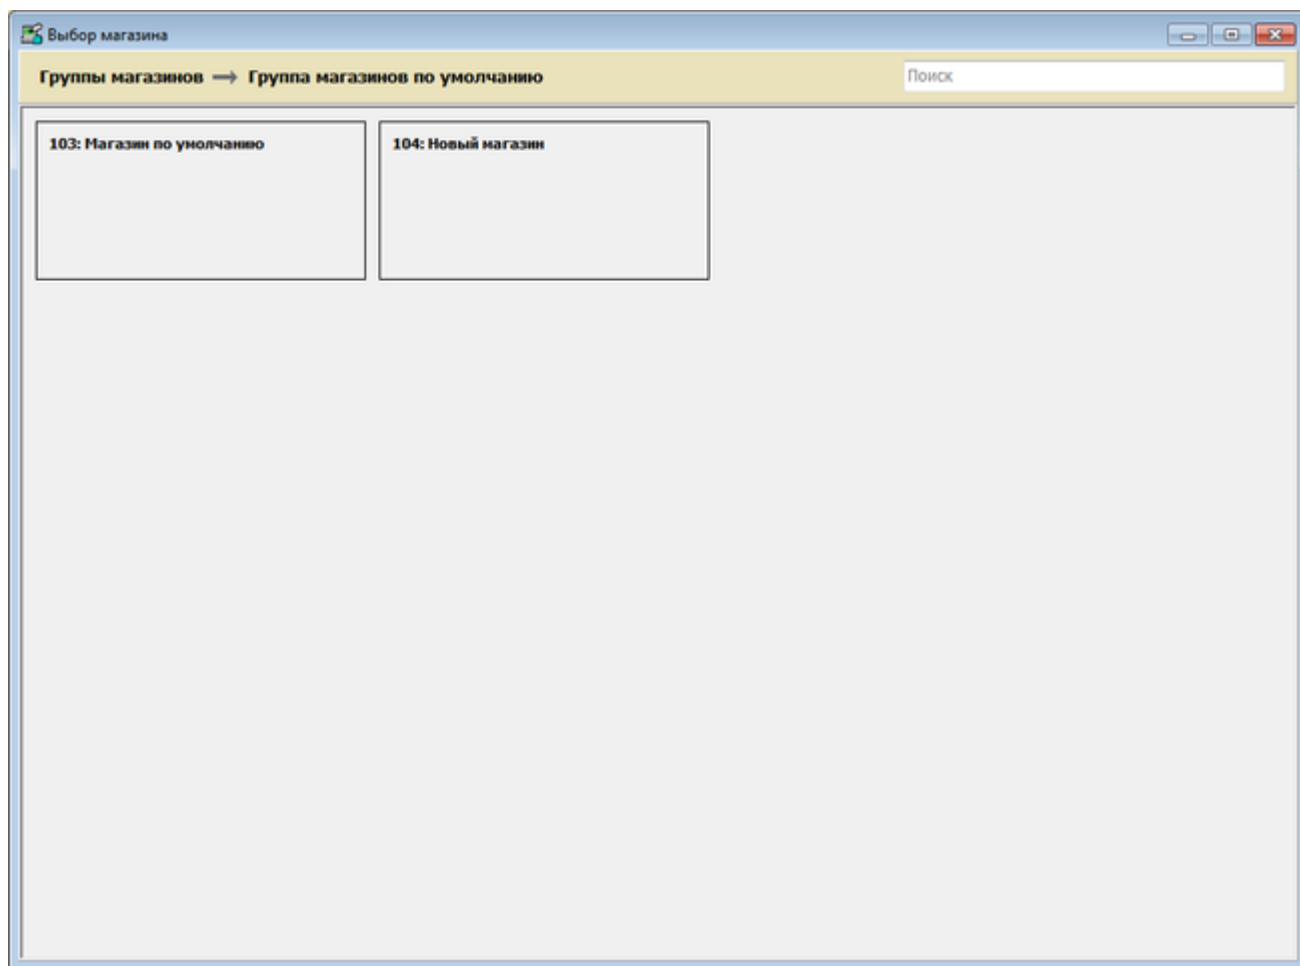 Выбор магазина
Группы магазинов → Группа магазинов по умолчанию
Поиск
103: Магазин по умолчанию
104: Новый магазин